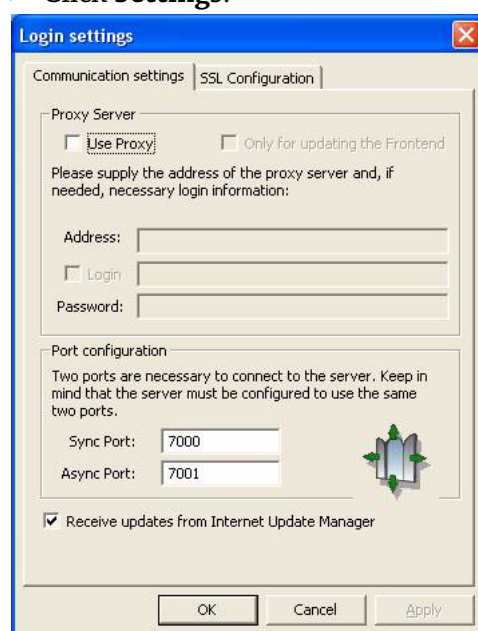 Click Settings.
Login settings
Communication settings SSL Configuration
Proxy Server
Use Proxy Only for updating the Frontend
Please supply the address of the proxy server and, if
needed, necessary login information:
Address:
Login
Password:
Port configuration
Two ports are necessary to connect to the server. Keep in
mind that the server must be configured to use the same
two ports.
Sync Port: 7000
Async Port: 7001
Receive updates from Internet Update Manager
OK Cancel Apply